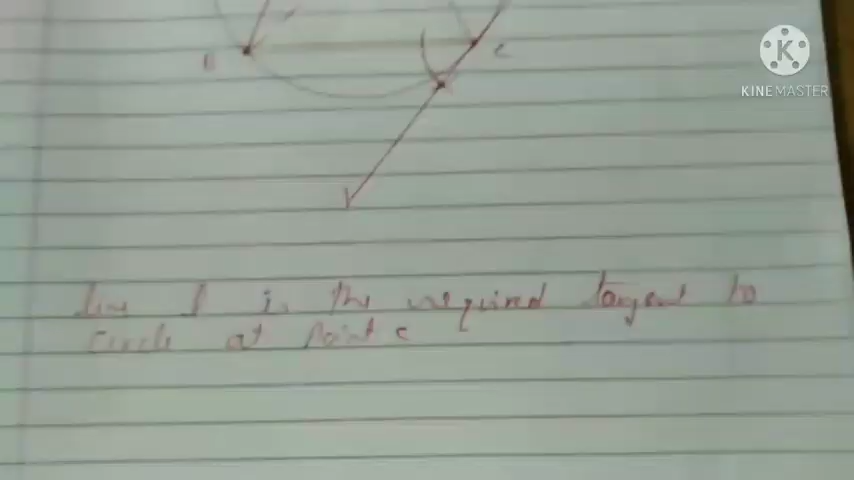 K
KINEMASTER
B
C
line l is the required tangent to
circle at point c